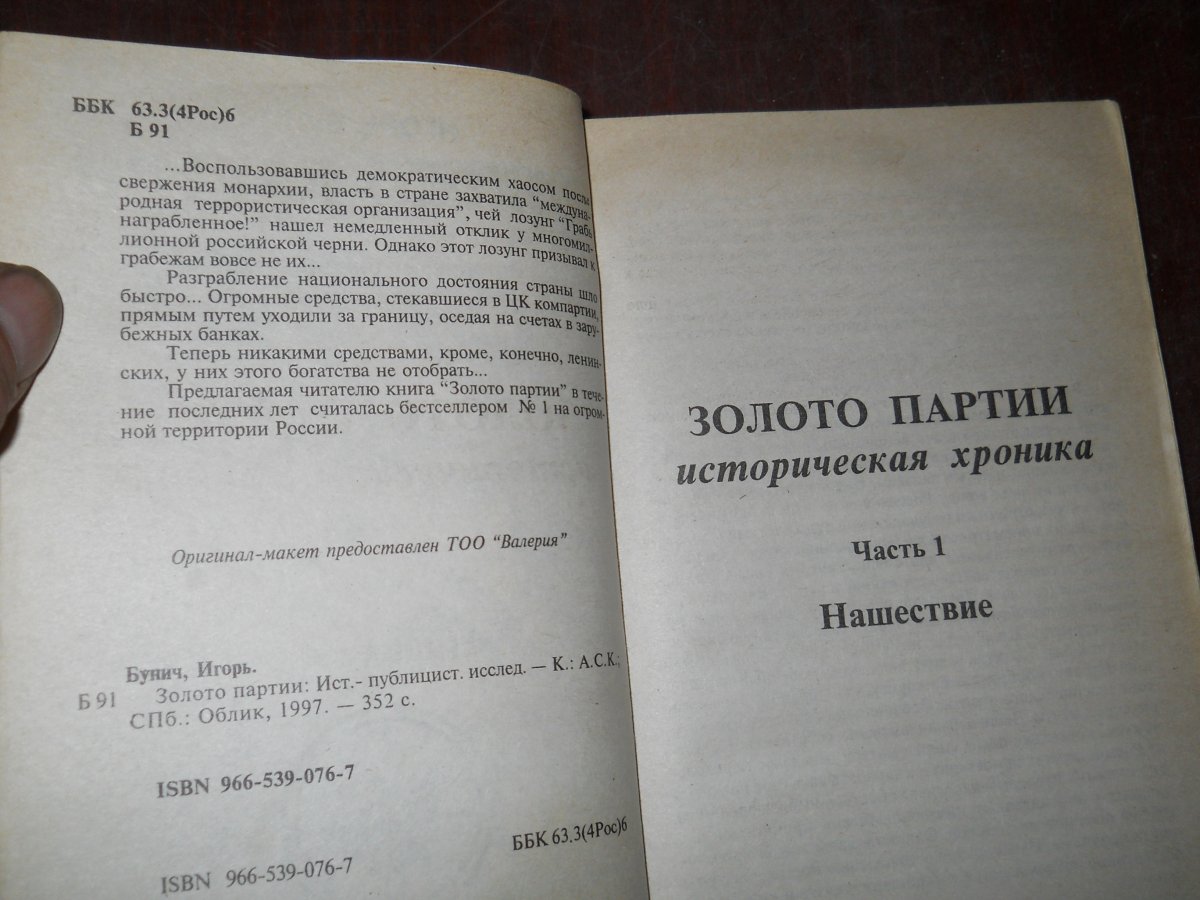 ББК 63.3(4Рос)6
Б 91
...Воспользовавшись демократическим хаосом после
свержения монархии, власть в стране захватила “междуна-
родная террористическая организация”, чей лозунг “Грабь
награбленное!” нашел немедленный отклик у многомил-
лионной российской черни. Однако этот лозунг призывал к
грабежам вовсе не их...
Разграбление национального достояния страны шло
быстро... Огромные средства, стекавшиеся в ЦК компартии,
прямым путем уходили за границу, оседая на счетах в зару-
бежных банках.
Теперь никакими средствами, кроме, конечно, ленин-
ских, у них этого богатства не отобрать...
Предлагаемая читателю книга “Золото партии” в тече-
ние последних лет считалась бестселлером № 1 на огром-
ной территории России.
Оригинал-макет предоставлен ТОО “Валерия”
Бунич, Игорь.
Б 91 Золото партии: Ист.- публицист. исслед. — К.: А.С.К.;
СПб.: Облик, 1997. — 352 с.
ISBN 966-539-076-7
ББК 63.3(4Рос)6
ISBN 966-539-076-7
ЗОЛОТО ПАРТИИ
историческая хроника
Часть 1
Нашествие